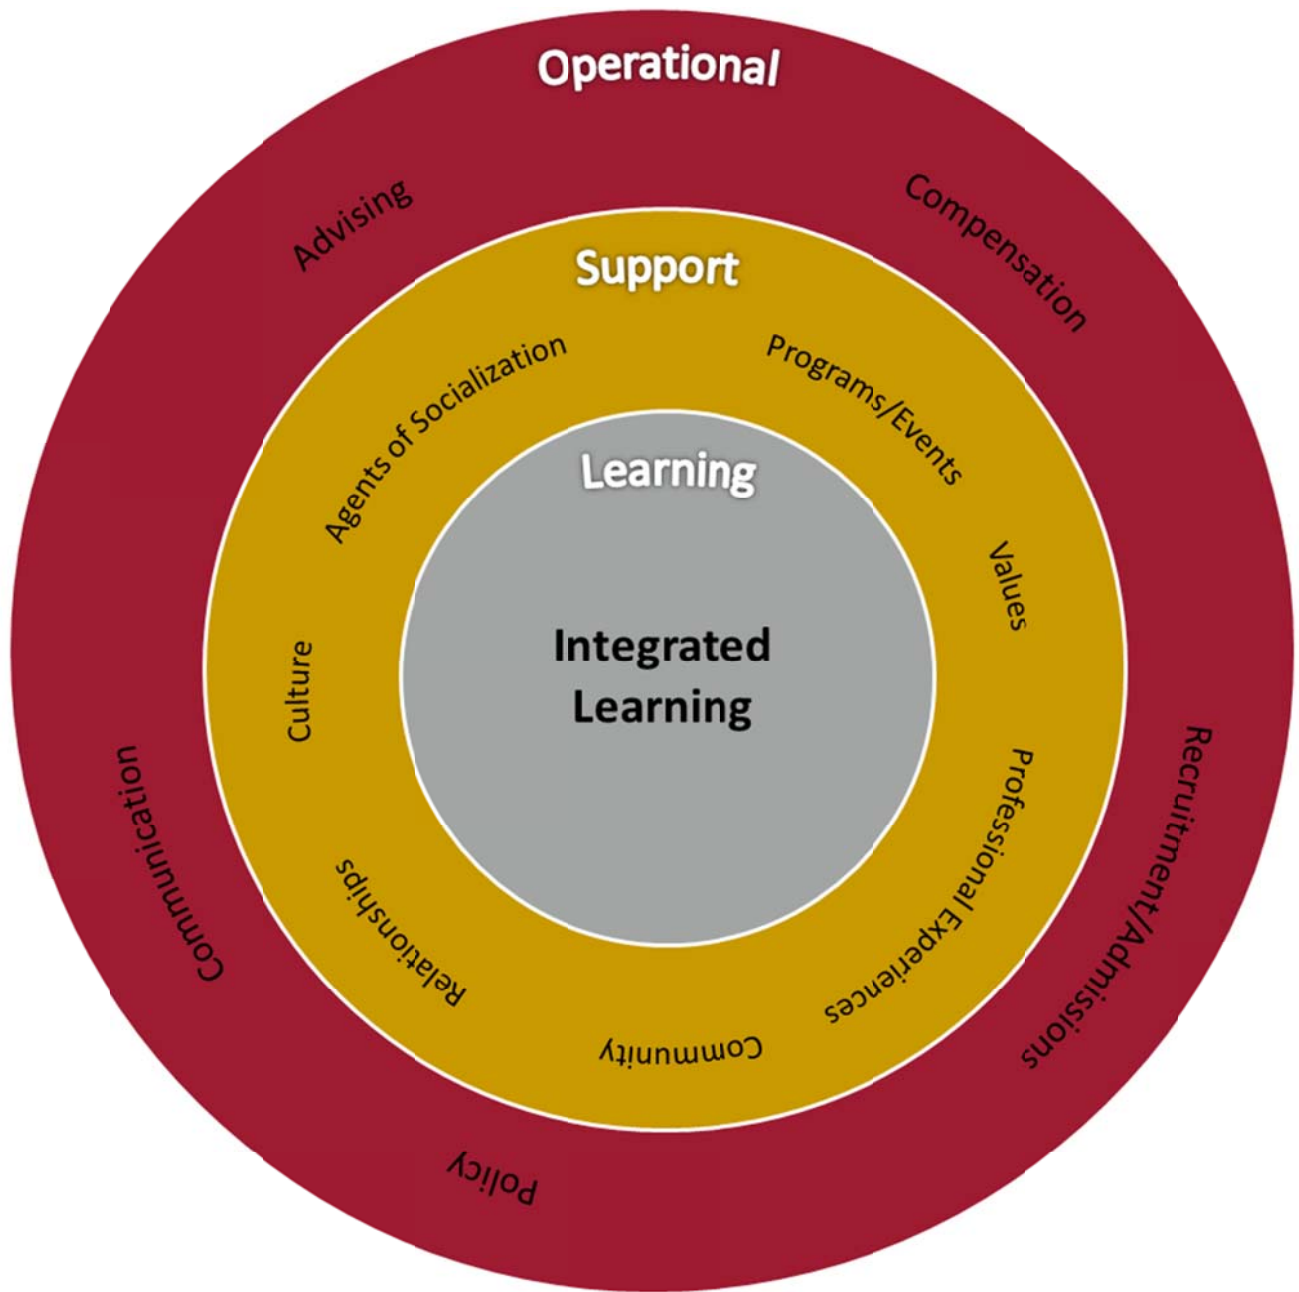 Operational
Advising
Compensation
Recruitment/Admissions
Policy
Communication
Support
Agents of Socialization
Programs/Events
Values
Professional Experiences
Community
Relationships
Culture
Learning
Integrated
Learning